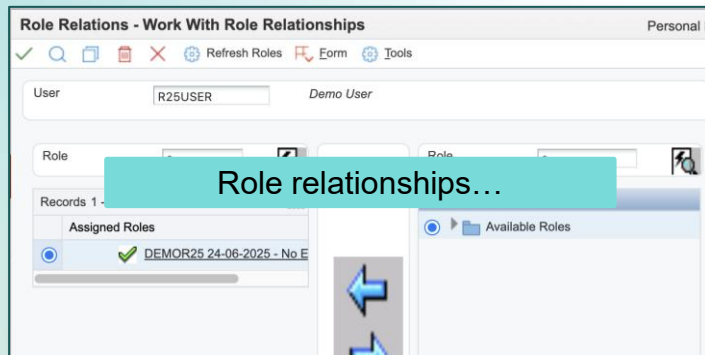 Role Relations - Work With Role Relationships
Personal
Refresh Roles Form Tools
User R25USER Demo User
Role Role
Role relationships…
Records 1 -
Assigned Roles
Available Roles
DEMOR25 24-06-2025 - No E